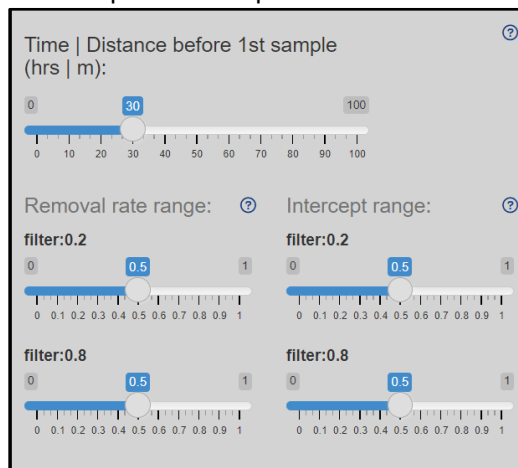 Time | Distance before 1st sample
(hrs | m):
0 30 100
0 10 20 30 40 50 60 70 80 90 100
Removal rate range:
Intercept range:
filter:0.2
filter:0.2
0 0.5 1
0 0.5 1
0 0.1 0.2 0.3 0.4 0.5 0.6 0.7 0.8 0.9 1
0 0.1 0.2 0.3 0.4 0.5 0.6 0.7 0.8 0.9 1
filter:0.8
filter:0.8
0 0.5 1
0 0.5 1
0 0.1 0.2 0.3 0.4 0.5 0.6 0.7 0.8 0.9 1
0 0.1 0.2 0.3 0.4 0.5 0.6 0.7 0.8 0.9 1